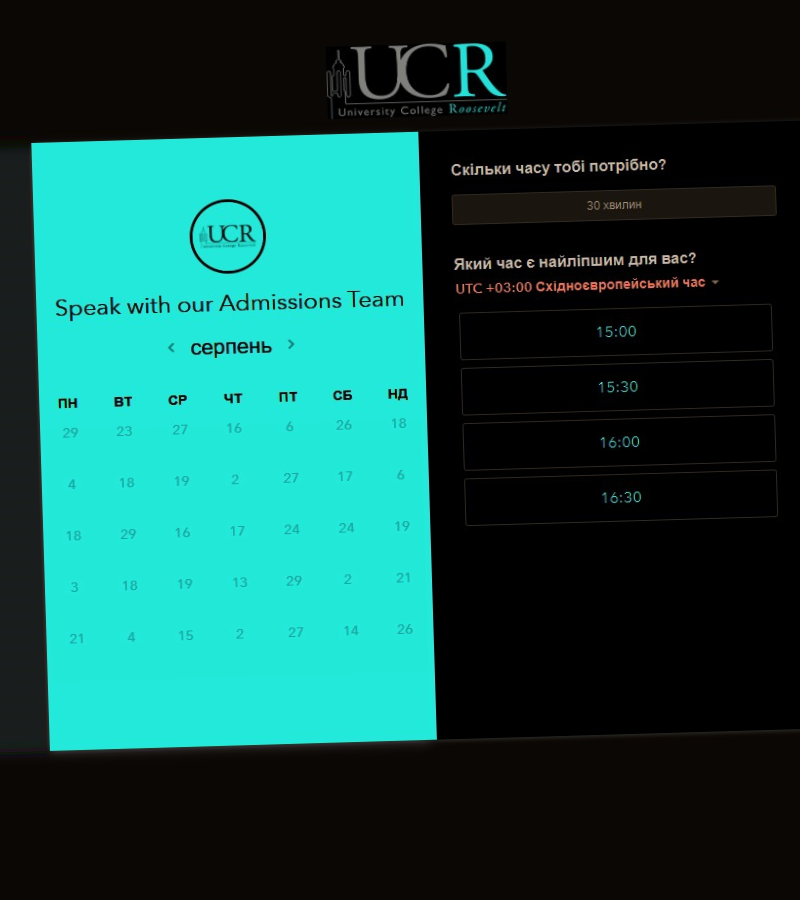 UCR
University College Roosevelt
UCR
Speak with our Admissions Team
серпень
ПН ВТ СР ЧТ ПТ СБ НД
29 23 27 16 6 26 18
4 18 19 2 27 17 6
18 29 16 17 24 24 19
3 18 19 13 29 2 21
21 4 15 2 27 14 26
Скільки часу тобі потрібно?
30 хвилин
Який час є найліпшим для вас?
UTC +03:00 Східноєвропейський час
15:00
15:30
16:00
16:30